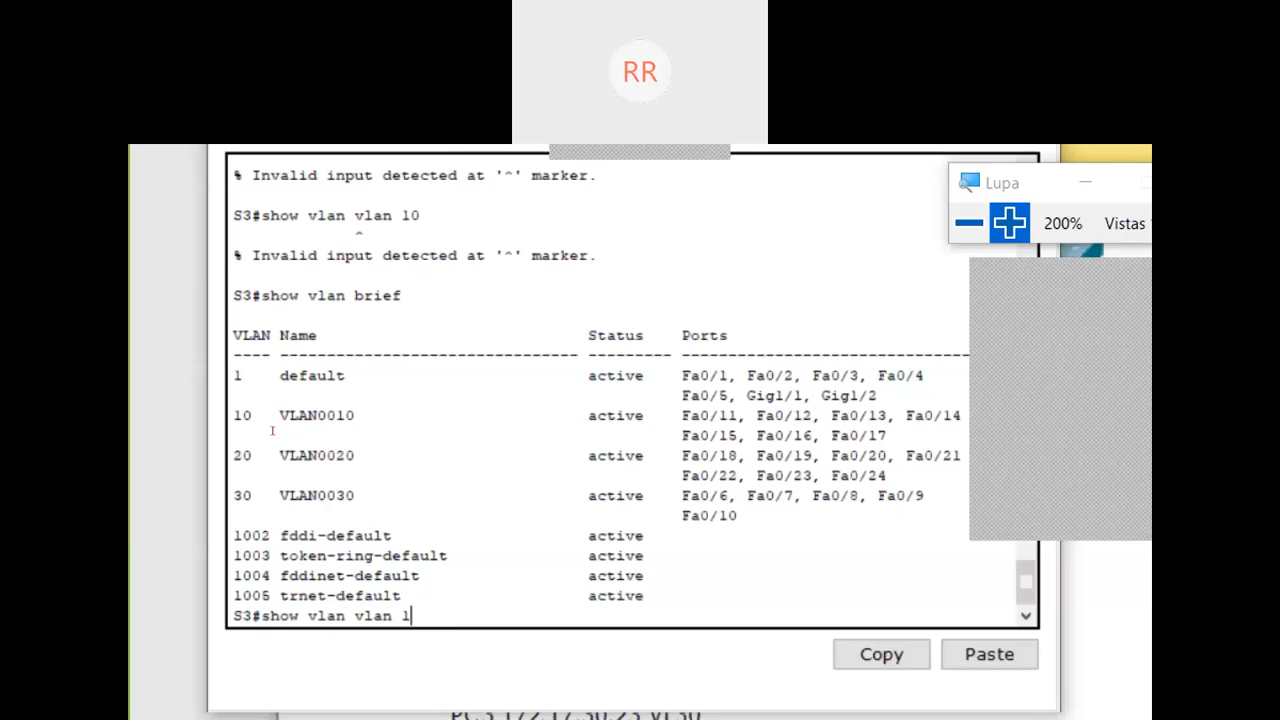 RR
% Invalid input detected at '^' marker.
S3#show vlan vlan 10
^
% Invalid input detected at '^' marker.
S3#show vlan brief
VLAN Name Status Ports
---- -------------------------------- --------- -------------------------------
1 default active Fa0/1, Fa0/2, Fa0/3, Fa0/4
Fa0/5, Gig1/1, Gig1/2
10 VLAN0010 active Fa0/11, Fa0/12, Fa0/13, Fa0/14
Fa0/15, Fa0/16, Fa0/17
20 VLAN0020 active Fa0/18, Fa0/19, Fa0/20, Fa0/21
Fa0/22, Fa0/23, Fa0/24
30 VLAN0030 active Fa0/6, Fa0/7, Fa0/8, Fa0/9
Fa0/10
1002 fddi-default active
1003 token-ring-default active
1004 fddinet-default active
1005 trnet-default active
S3#show vlan vlan 1
Lupa
200% Vistas
Copy Paste
PC3 172.17.30.23 VL30